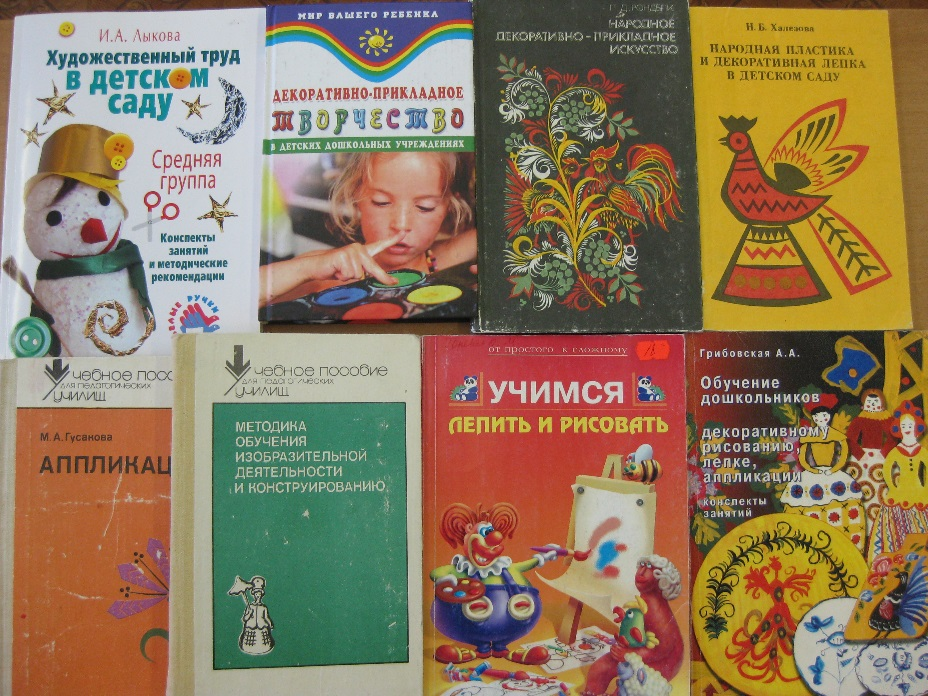 И.А. Лыкова
Художественный труд
в детском
саду
Средняя
группа
Конспекты
занятий
и методические
рекомендации
РУЧКИ
МИР ВАШЕГО РЕБЕНКА
ДЕКОРАТИВНО-ПРИКЛАДНОЕ
ТВОРЧЕСТВО
В ДЕТСКИХ ДОШКОЛЬНЫХ УЧРЕЖДЕНИЯХ
НАРОДНОЕ
ДЕКОРАТИВНО-ПРИКЛАДНОЕ
ИСКУССТВО
И. Б. Халезова
НАРОДНАЯ ПЛАСТИКА
И ДЕКОРАТИВНАЯ ЛЕПКА
В ДЕТСКОМ САДУ
учебное посо
для педагогических
училищ
М.А.Гусакова
АППЛИКАЦ
учебное пособие
для педагогических
училищ
МЕТОДИКА
ОБУЧЕНИЯ
ИЗОБРАЗИТЕЛЬНОЙ
ДЕЯТЕЛЬНОСТИ
И КОНСТРУИРОВАНИЮ
от простого к сложному
УЧИМСЯ
ЛЕПИТЬ И РИСОВАТЬ
Грибовская А.А.
Обучение
дошкольников
декоративному
рисованию,
лепке,
аппликации
Конспекты
занятий